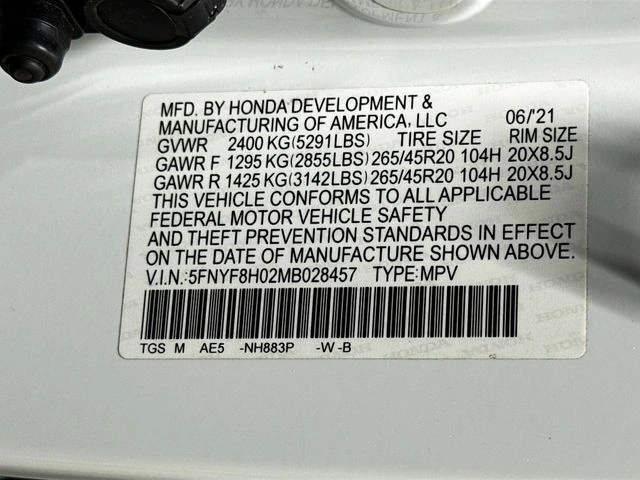 MFD. BY HONDA DEVELOPMENT &
MANUFACTURING OF AMERICA, LLC 06/'21
GVWR 2400 KG(5291LBS) TIRE SIZE RIM SIZE
GAWR F 1295 KG(2855LBS) 265/45R20 104H 20X8.5J
GAWR R 1425 KG(3142LBS) 265/45R20 104H 20X8.5J
THIS VEHICLE CONFORMS TO ALL APPLICABLE
FEDERAL MOTOR VEHICLE SAFETY
AND THEFT PREVENTION STANDARDS IN EFFECT
ON THE DATE OF MANUFACTURE SHOWN ABOVE.
V.I.N.:5FNYF8H02MB028457 TYPE:MPV
TGS M AE5 -NH883P -W -B